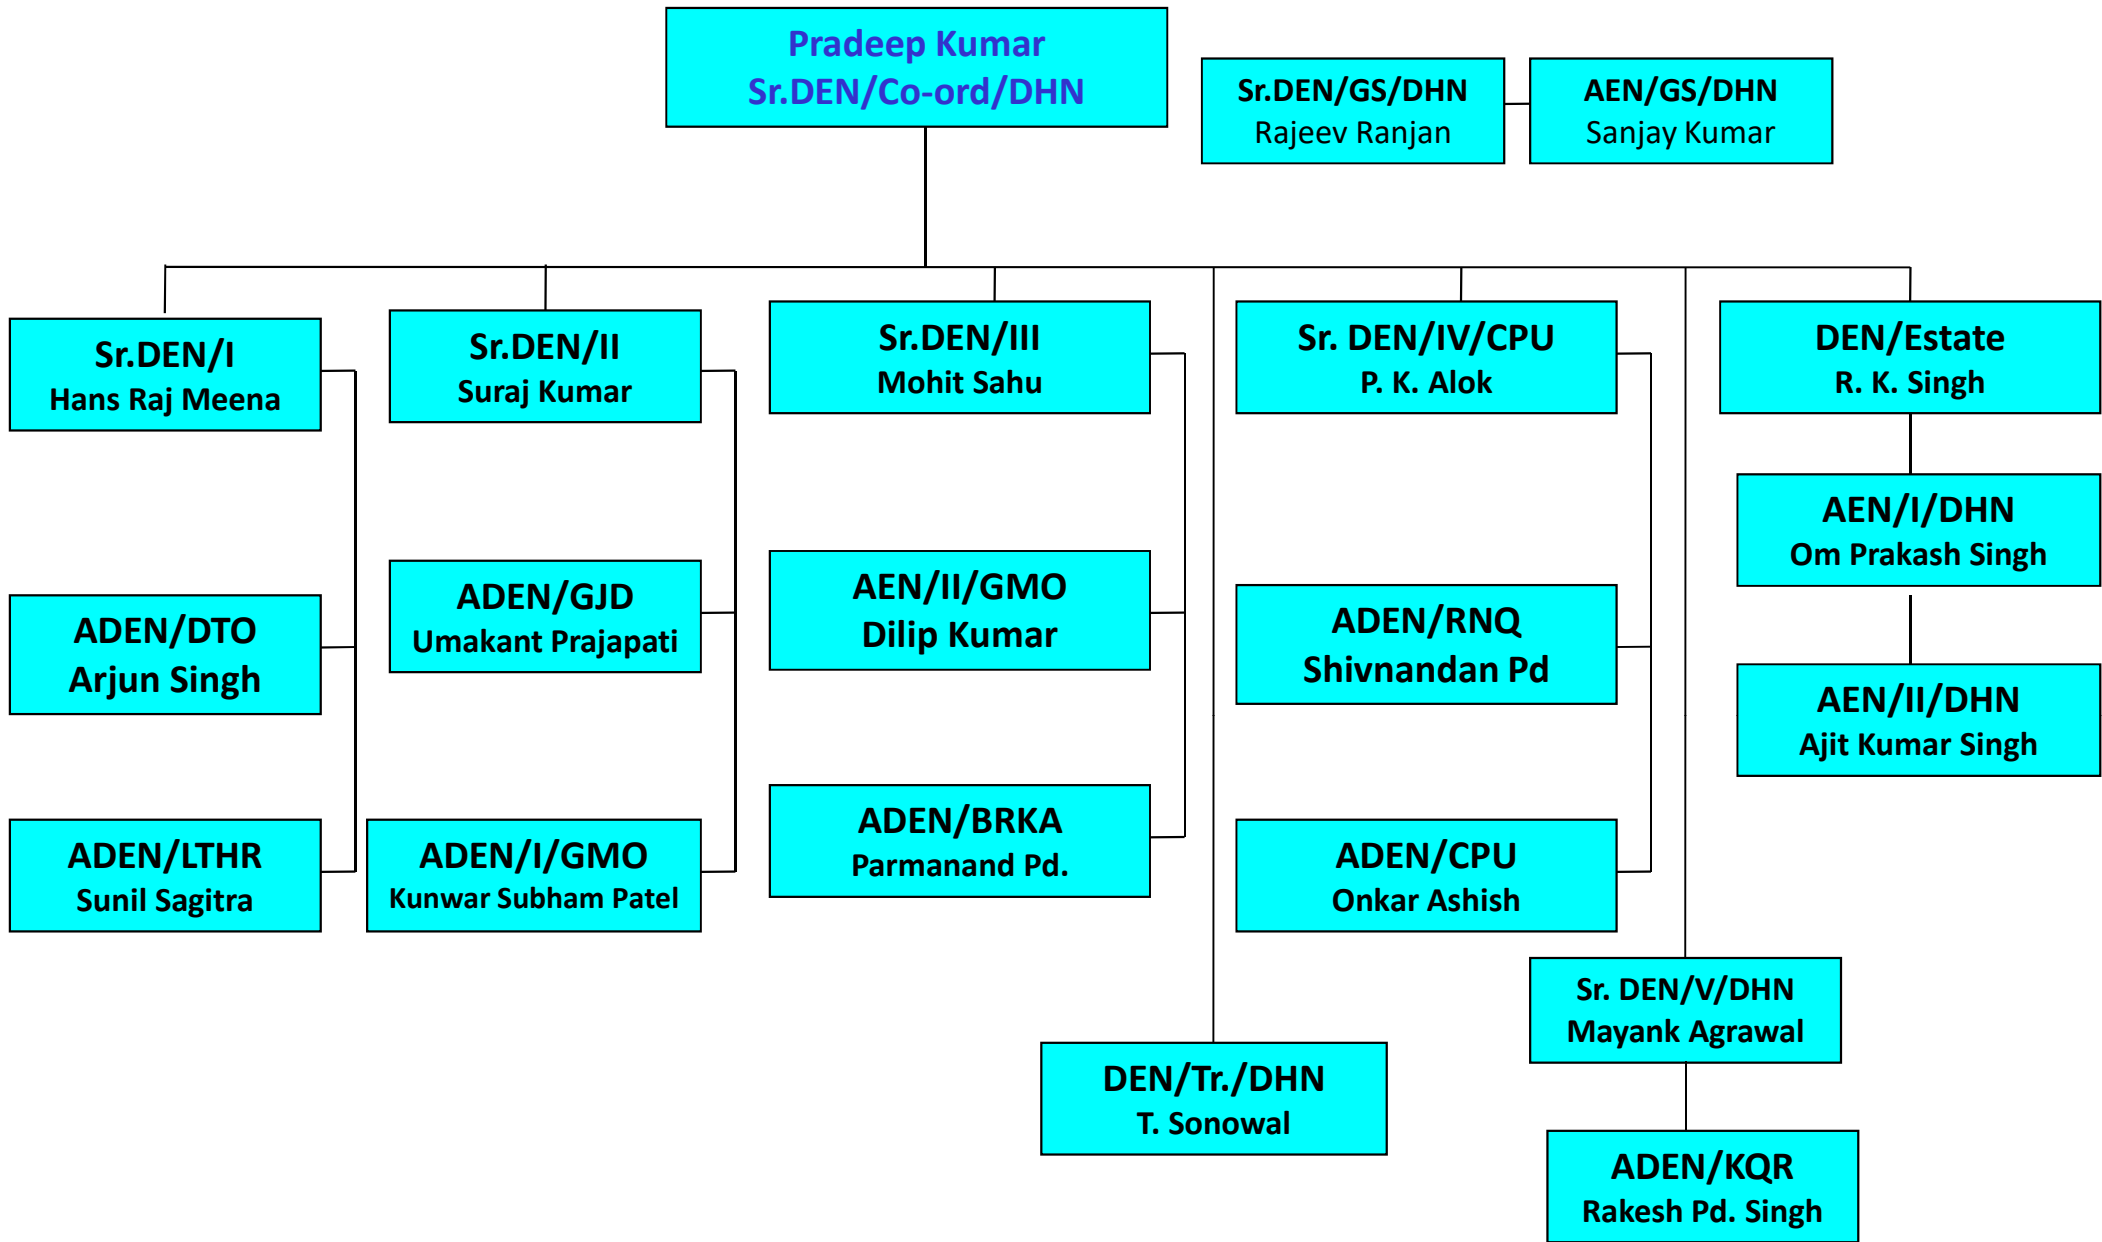 Pradeep Kumar
Sr.DEN/Co-ord/DHN
Sr.DEN/GS/DHN
Rajeev Ranjan
AEN/GS/DHN
Sanjay Kumar
Sr.DEN/I
Hans Raj Meena
Sr.DEN/II
Suraj Kumar
Sr.DEN/III
Mohit Sahu
Sr. DEN/IV/CPU
P. K. Alok
DEN/Estate
R. K. Singh
AEN/I/DHN
Om Prakash Singh
ADEN/DTO
Arjun Singh
ADEN/GJD
Umakant Prajapati
AEN/II/GMO
Dilip Kumar
ADEN/RNQ
Shivnandan Pd
AEN/II/DHN
Ajit Kumar Singh
ADEN/LTHR
Sunil Sagitra
ADEN/I/GMO
Kunwar Subham Patel
ADEN/BRKA
Parmanand Pd.
ADEN/CPU
Onkar Ashish
Sr. DEN/V/DHN
Mayank Agrawal
DEN/Tr./DHN
T. Sonowal
ADEN/KQR
Rakesh Pd. Singh